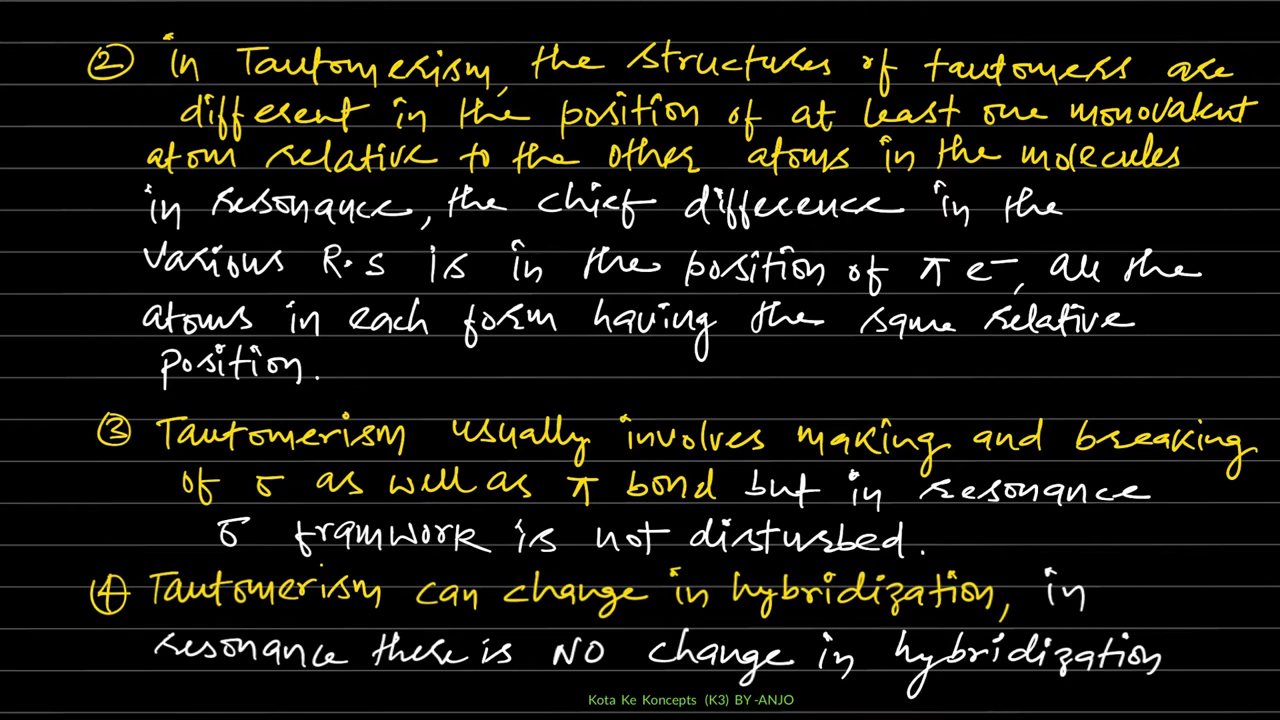 ② in Tautomerism, the structures of tautomers are
different in the position of at least one monovalent
atom relative to the other atoms in the molecules
in resonance, the chief difference in the
various R.S is in the position of π e⁻, all the
atoms in each form having the same relative
position.
③ Tautomerism usually involves making and breaking
of σ as well as π bond but in resonance
σ framwork is not disturbed.
④ Tautomerism can change in hybridization, in
resonance there is NO change in hybridization
Kota Ke Koncepts (K3) BY -ANJO